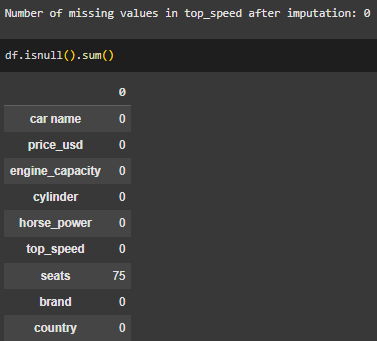 Number of missing values in top_speed after imputation: 0
df.isnull().sum()
0
car name 0
price_usd 0
engine_capacity 0
cylinder 0
horse_power 0
top_speed 0
seats 75
brand 0
country 0